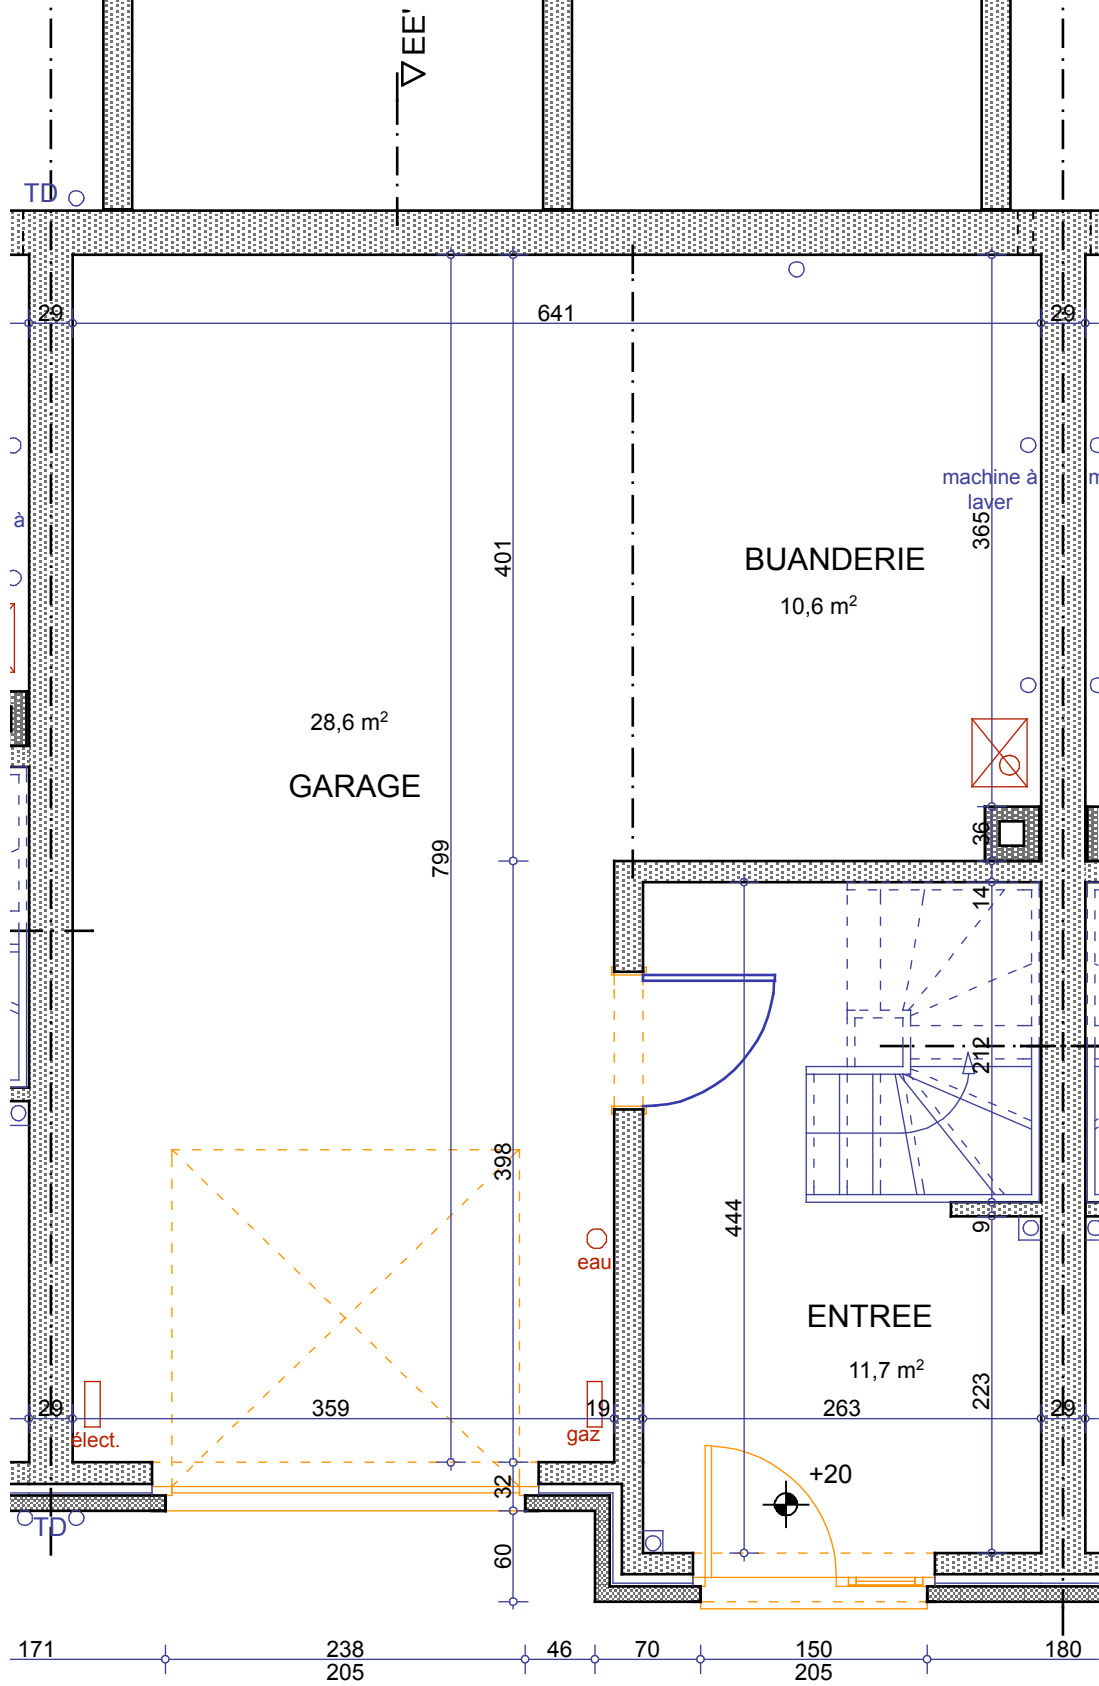 ▽EE'
TD
29
641
29
machine à
laver
m
à
365
401
BUANDERIE
10,6 m²
28,6 m²
GARAGE
799
36
14
212
398
444
9
eau
ENTREE
11,7 m²
223
29
359
19
263
29
élect.
gaz
+20
32
TD
60
171
238
46
70
150
180
205
205